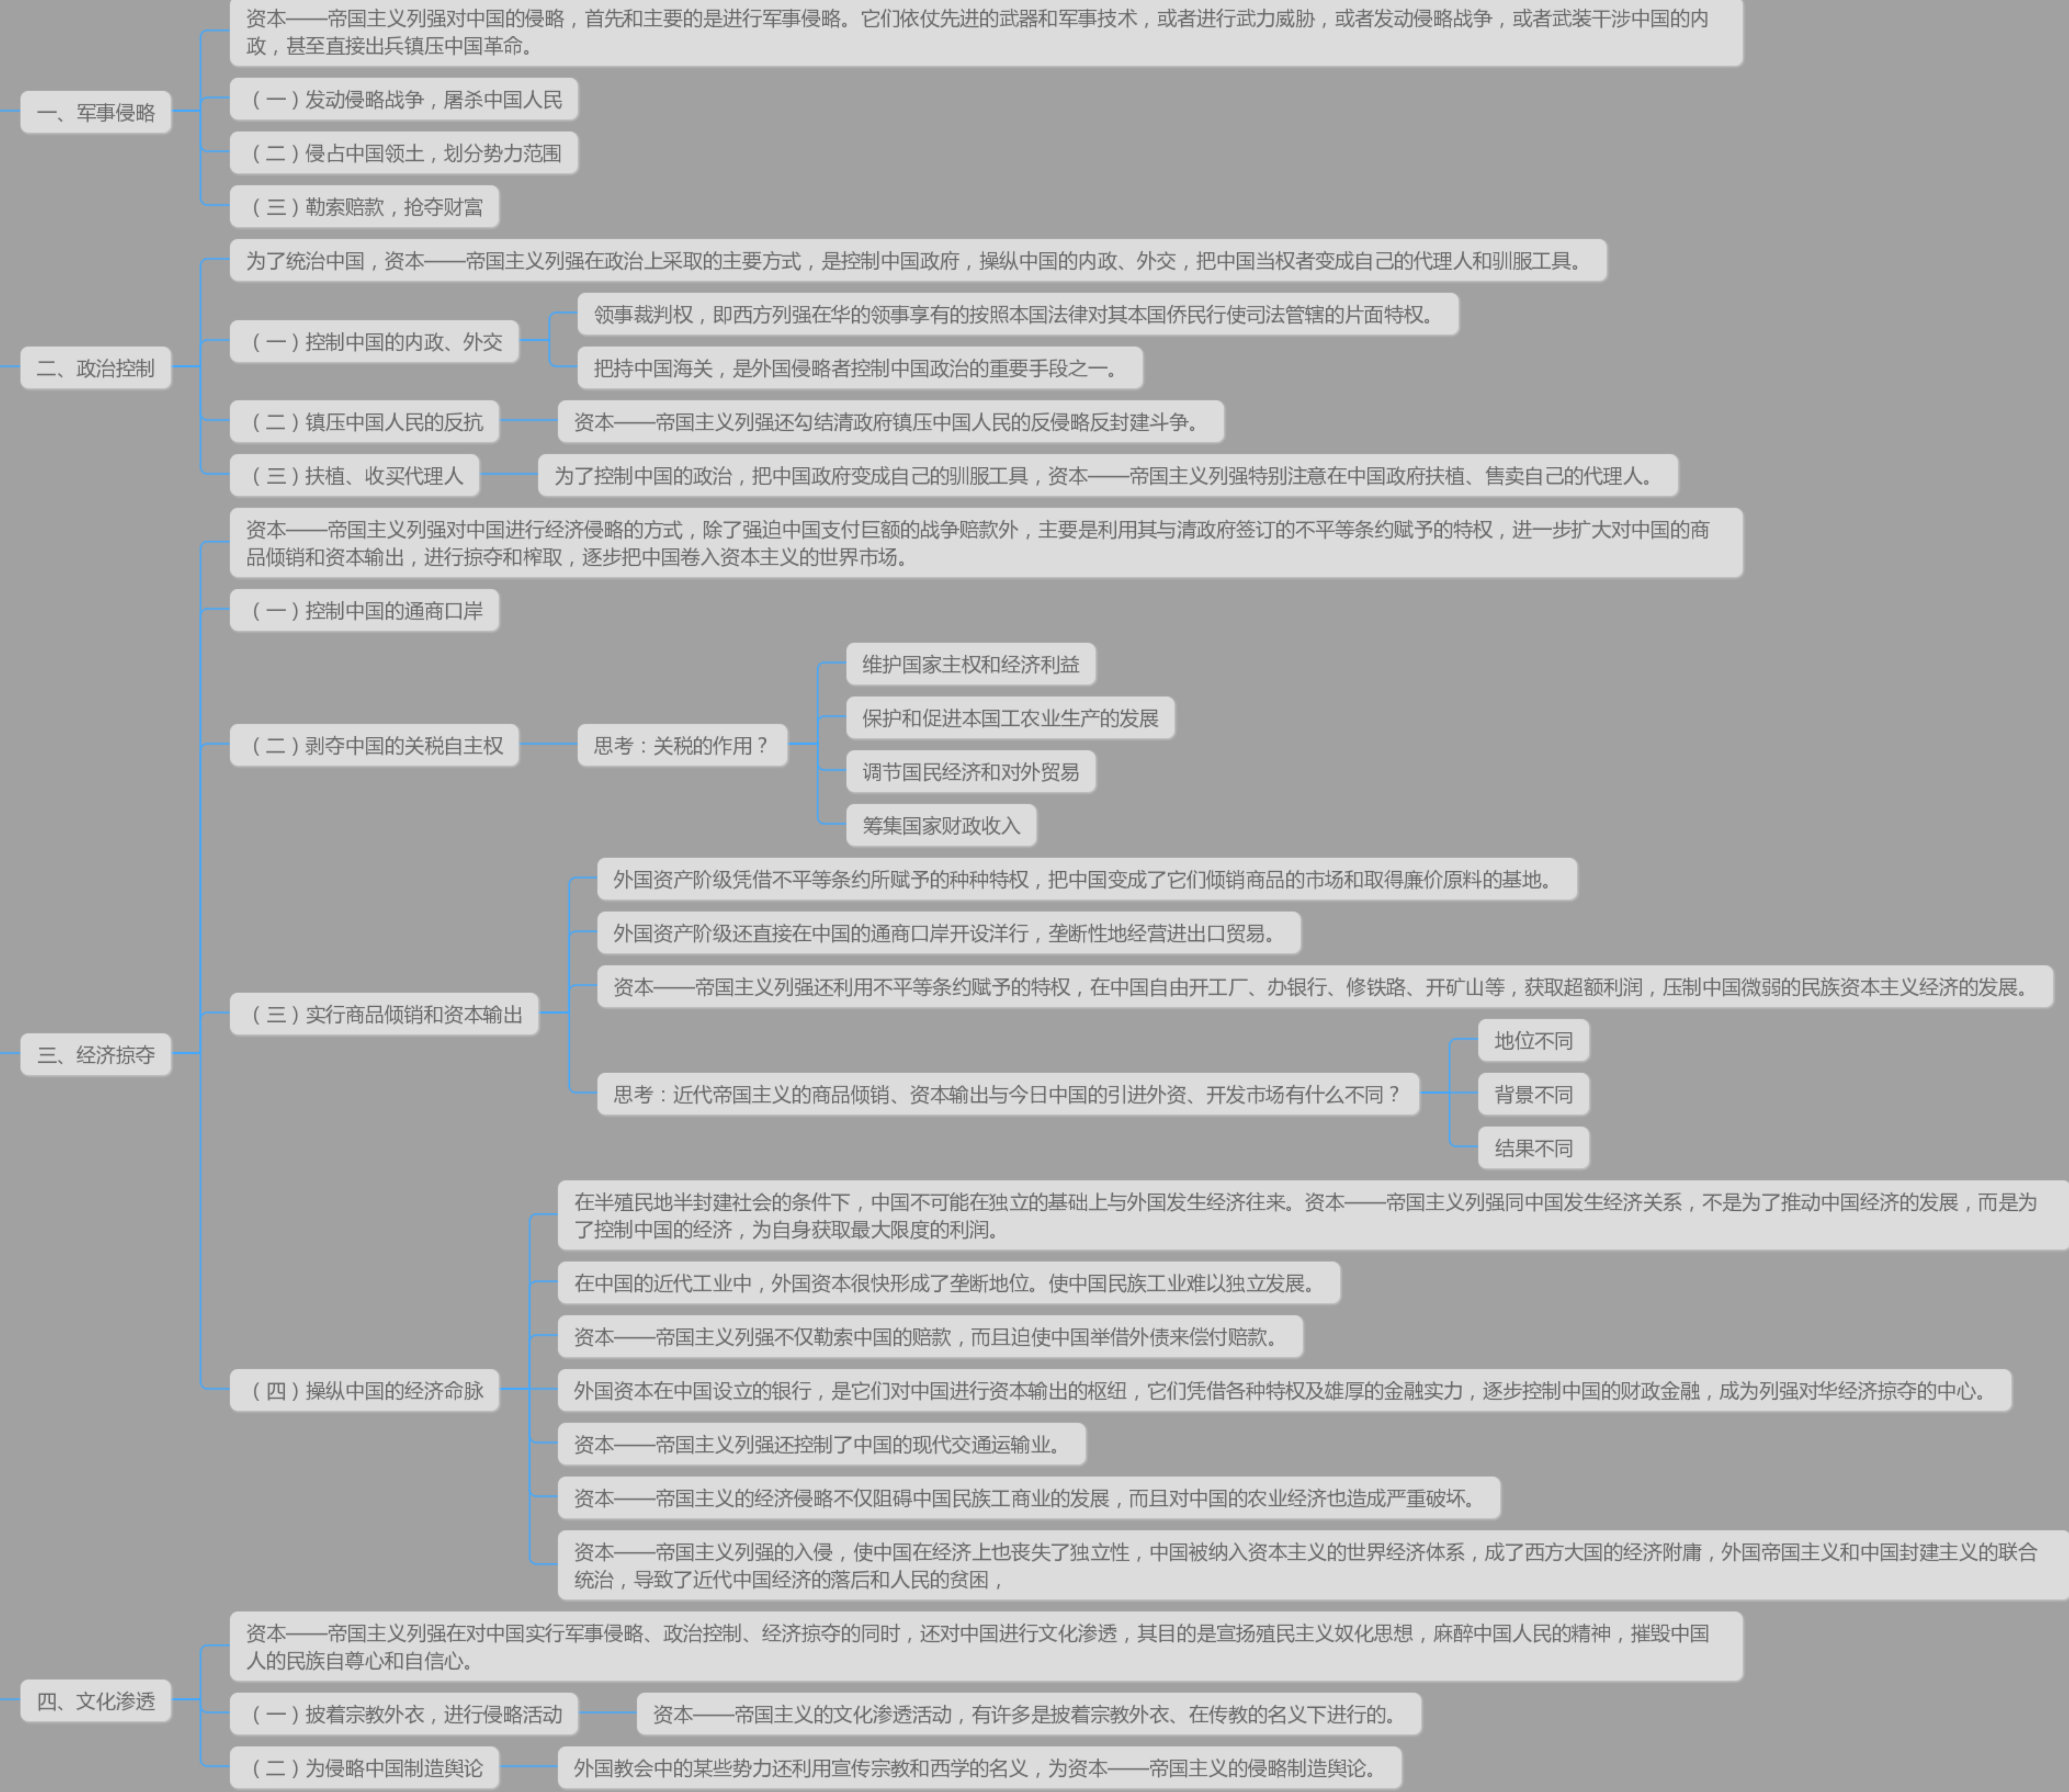 资本——帝国主义列强对中国的侵略，首先和主要的是进行军事侵略。它们依仗先进的武器和军事技术，或者进行武力威胁，或者发动侵略战争，或者武装干涉中国的内
政，甚至直接出兵镇压中国革命。
一、军事侵略
（一）发动侵略战争，屠杀中国人民
（二）侵占中国领土，划分势力范围
（三）勒索赔款，抢夺财富
为了统治中国，资本——帝国主义列强在政治上采取的主要方式，是控制中国政府，操纵中国的内政、外交，把中国当权者变成自己的代理人和驯服工具。
二、政治控制
（一）控制中国的内政、外交
领事裁判权，即西方列强在华的领事享有的按照本国法律对其本国侨民行使司法管辖的片面特权。
把持中国海关，是外国侵略者控制中国政治的重要手段之一。
（二）镇压中国人民的反抗
资本——帝国主义列强还勾结清政府镇压中国人民的反侵略反封建斗争。
（三）扶植、收买代理人
为了控制中国的政治，把中国政府变成自己的驯服工具，资本——帝国主义列强特别注意在中国政府扶植、售卖自己的代理人。
资本——帝国主义列强对中国进行经济侵略的方式，除了强迫中国支付巨额的战争赔款外，主要是利用其与清政府签订的不平等条约赋予的特权，进一步扩大对中国的商
品倾销和资本输出，进行掠夺和榨取，逐步把中国卷入资本主义的世界市场。
三、经济掠夺
（一）控制中国的通商口岸
（二）剥夺中国的关税自主权
思考：关税的作用？
维护国家主权和经济利益
保护和促进本国工农业生产的发展
调节国民经济和对外贸易
筹集国家财政收入
（三）实行商品倾销和资本输出
外国资产阶级凭借不平等条约所赋予的种种特权，把中国变成了它们倾销商品的市场和取得廉价原料的基地。
外国资产阶级还直接在中国的通商口岸开设洋行，垄断性地经营进出口贸易。
资本——帝国主义列强还利用不平等条约赋予的特权，在中国自由开工厂、办银行、修铁路、开矿山等，获取超额利润，压制中国微弱的民族资本主义经济的发展。
思考：近代帝国主义的商品倾销、资本输出与今日中国的引进外资、开发市场有什么不同？
地位不同
背景不同
结果不同
（四）操纵中国的经济命脉
在半殖民地半封建社会的条件下，中国不可能在独立的基础上与外国发生经济往来。资本——帝国主义列强同中国发生经济关系，不是为了推动中国经济的发展，而是为
了控制中国的经济，为自身获取最大限度的利润。
在中国的近代工业中，外国资本很快形成了垄断地位。使中国民族工业难以独立发展。
资本——帝国主义列强不仅勒索中国的赔款，而且迫使中国举借外债来偿付赔款。
外国资本在中国设立的银行，是它们对中国进行资本输出的枢纽，它们凭借各种特权及雄厚的金融实力，逐步控制中国的财政金融，成为列强对华经济掠夺的中心。
资本——帝国主义列强还控制了中国的现代交通运输业。
资本——帝国主义的经济侵略不仅阻碍中国民族工商业的发展，而且对中国的农业经济也造成严重破坏。
资本——帝国主义列强的入侵，使中国在经济上也丧失了独立性，中国被纳入资本主义的世界经济体系，成了西方大国的经济附庸，外国帝国主义和中国封建主义的联合
统治，导致了近代中国经济的落后和人民的贫困，
资本——帝国主义列强在对中国实行军事侵略、政治控制、经济掠夺的同时，还对中国进行文化渗透，其目的是宣扬殖民主义奴化思想，麻醉中国人民的精神，摧毁中国
人的民族自尊心和自信心。
四、文化渗透
（一）披着宗教外衣，进行侵略活动
资本——帝国主义的文化渗透活动，有许多是披着宗教外衣、在传教的名义下进行的。
（二）为侵略中国制造舆论
外国教会中的某些势力还利用宣传宗教和西学的名义，为资本——帝国主义的侵略制造舆论。